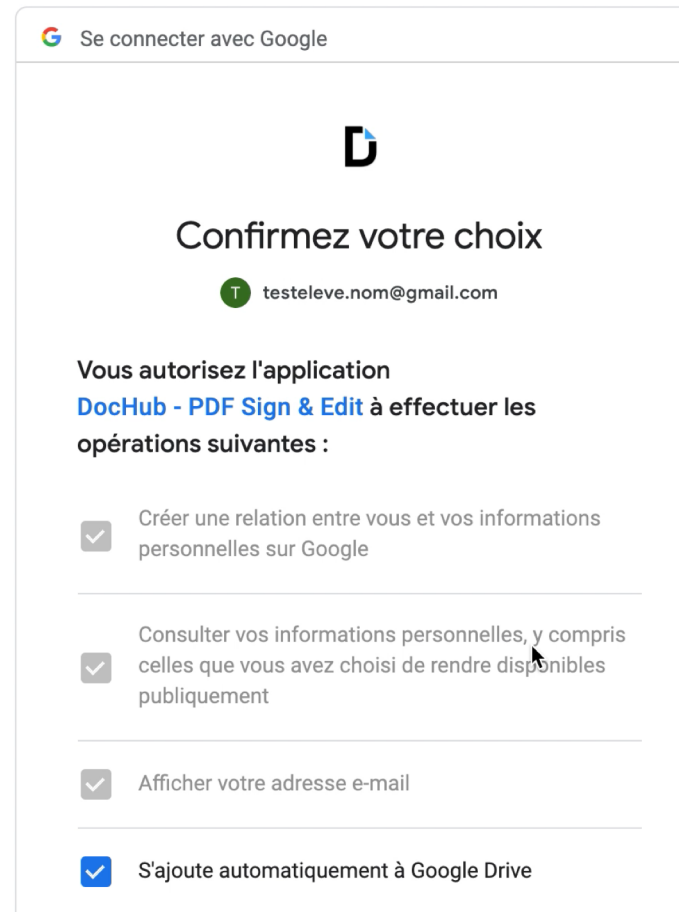 Se connecter avec Google
Confirmez votre choix
T
testeleve.nom@gmail.com
Vous autorisez l'application
DocHub - PDF Sign & Edit à effectuer les
opérations suivantes :
Créer une relation entre vous et vos informations
personnelles sur Google
Consulter vos informations personnelles, y compris
celles que vous avez choisi de rendre disponibles
publiquement
Afficher votre adresse e-mail
S'ajoute automatiquement à Google Drive